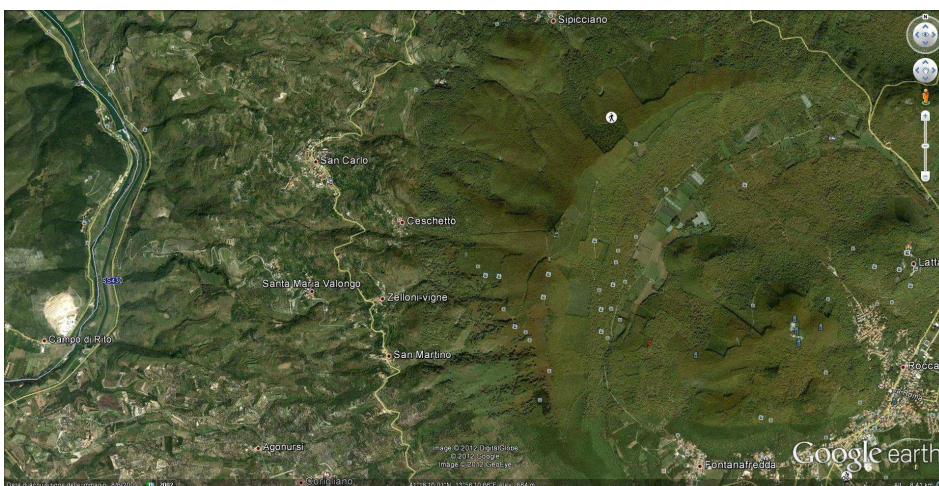 Sipicciano
N
San Carlo
Ceschetto
SS430
Santa Maria Valongo
Zelloni-vigne
Latta
Campo di Rito
San Martino
Rocca
Agonursi
Image © 2012 DigitalGlobe
© 2012 Google
Image © 2012 GeoEye
Google earth
Fontanafredda
Corigliano
2002